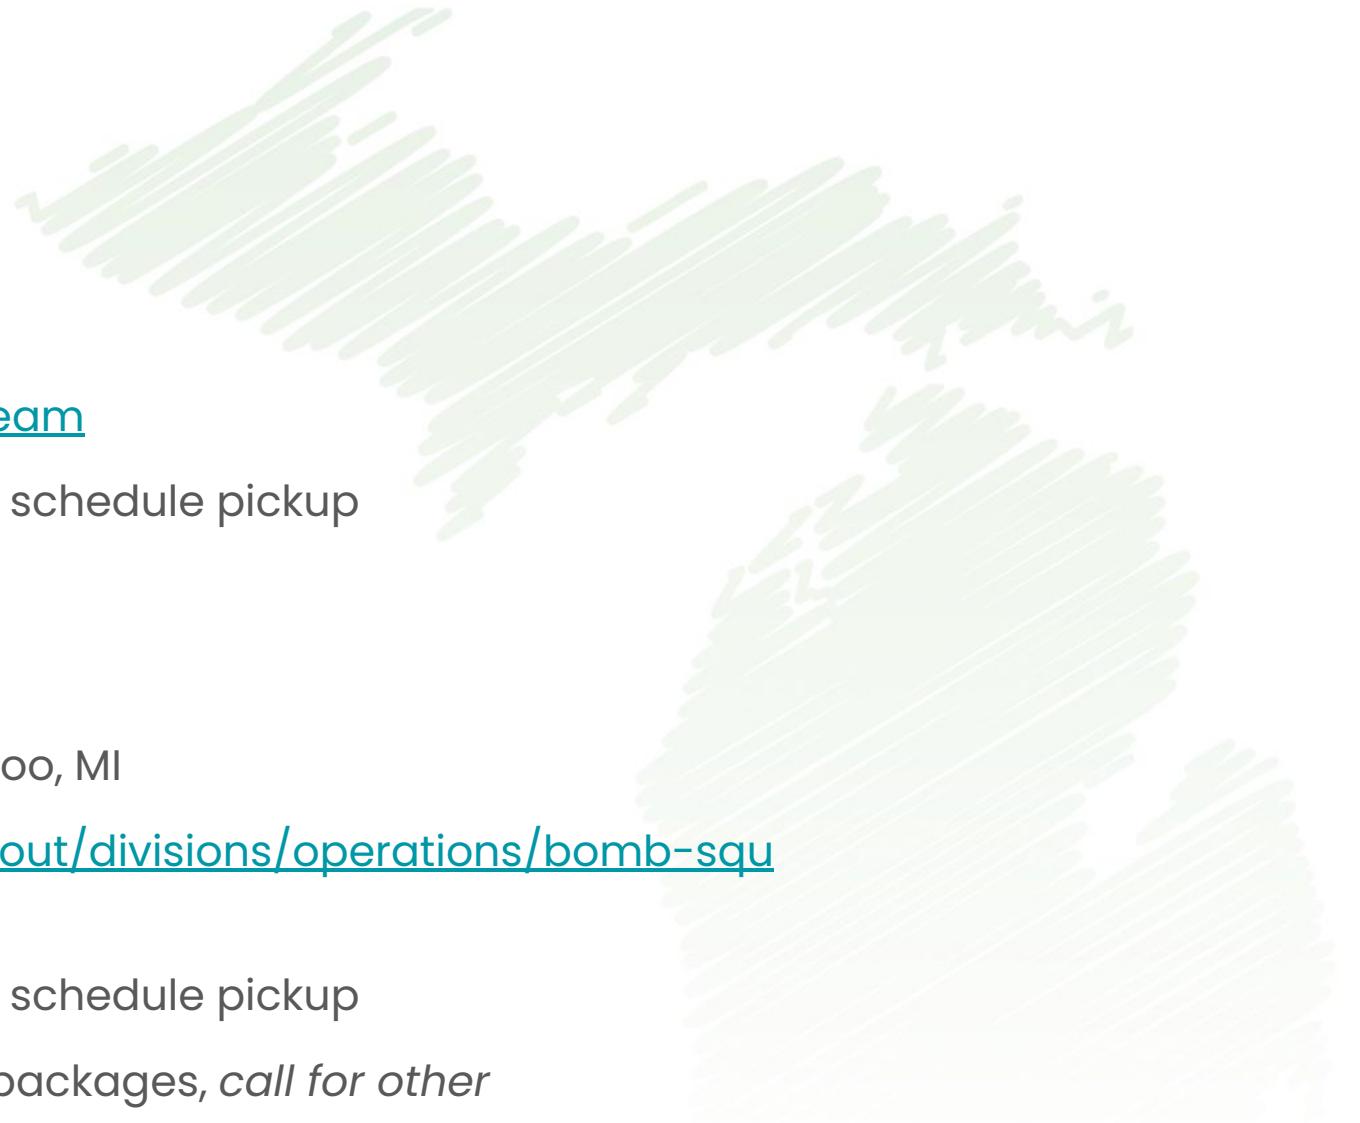 eam
schedule pickup
oo, MI
out/divisions/operations/bomb-squ
schedule pickup
packages, call for other